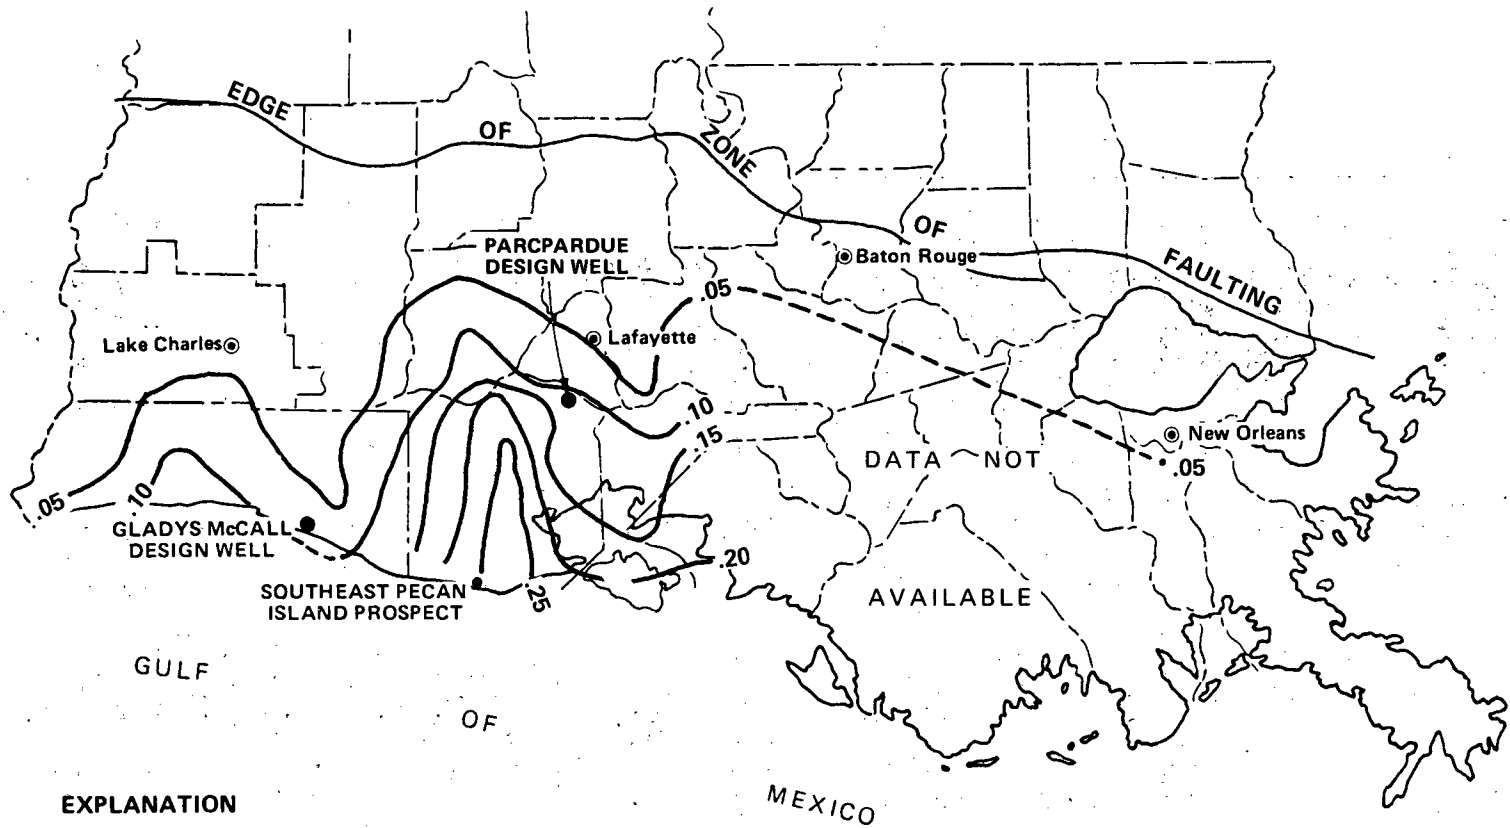 EDGE OF ZONE OF FAULTING
PARCPARDUE
DESIGN WELL
Baton Rouge
.05
Lake Charles
Lafayette
.10
.15
New Orleans
DATA NOT
.05
.05
.10
GLADYS McCALL
DESIGN WELL
.20
SOUTHEAST PECAN
ISLAND PROSPECT
.25
AVAILABLE
GULF
OF
MEXICO
EXPLANATION